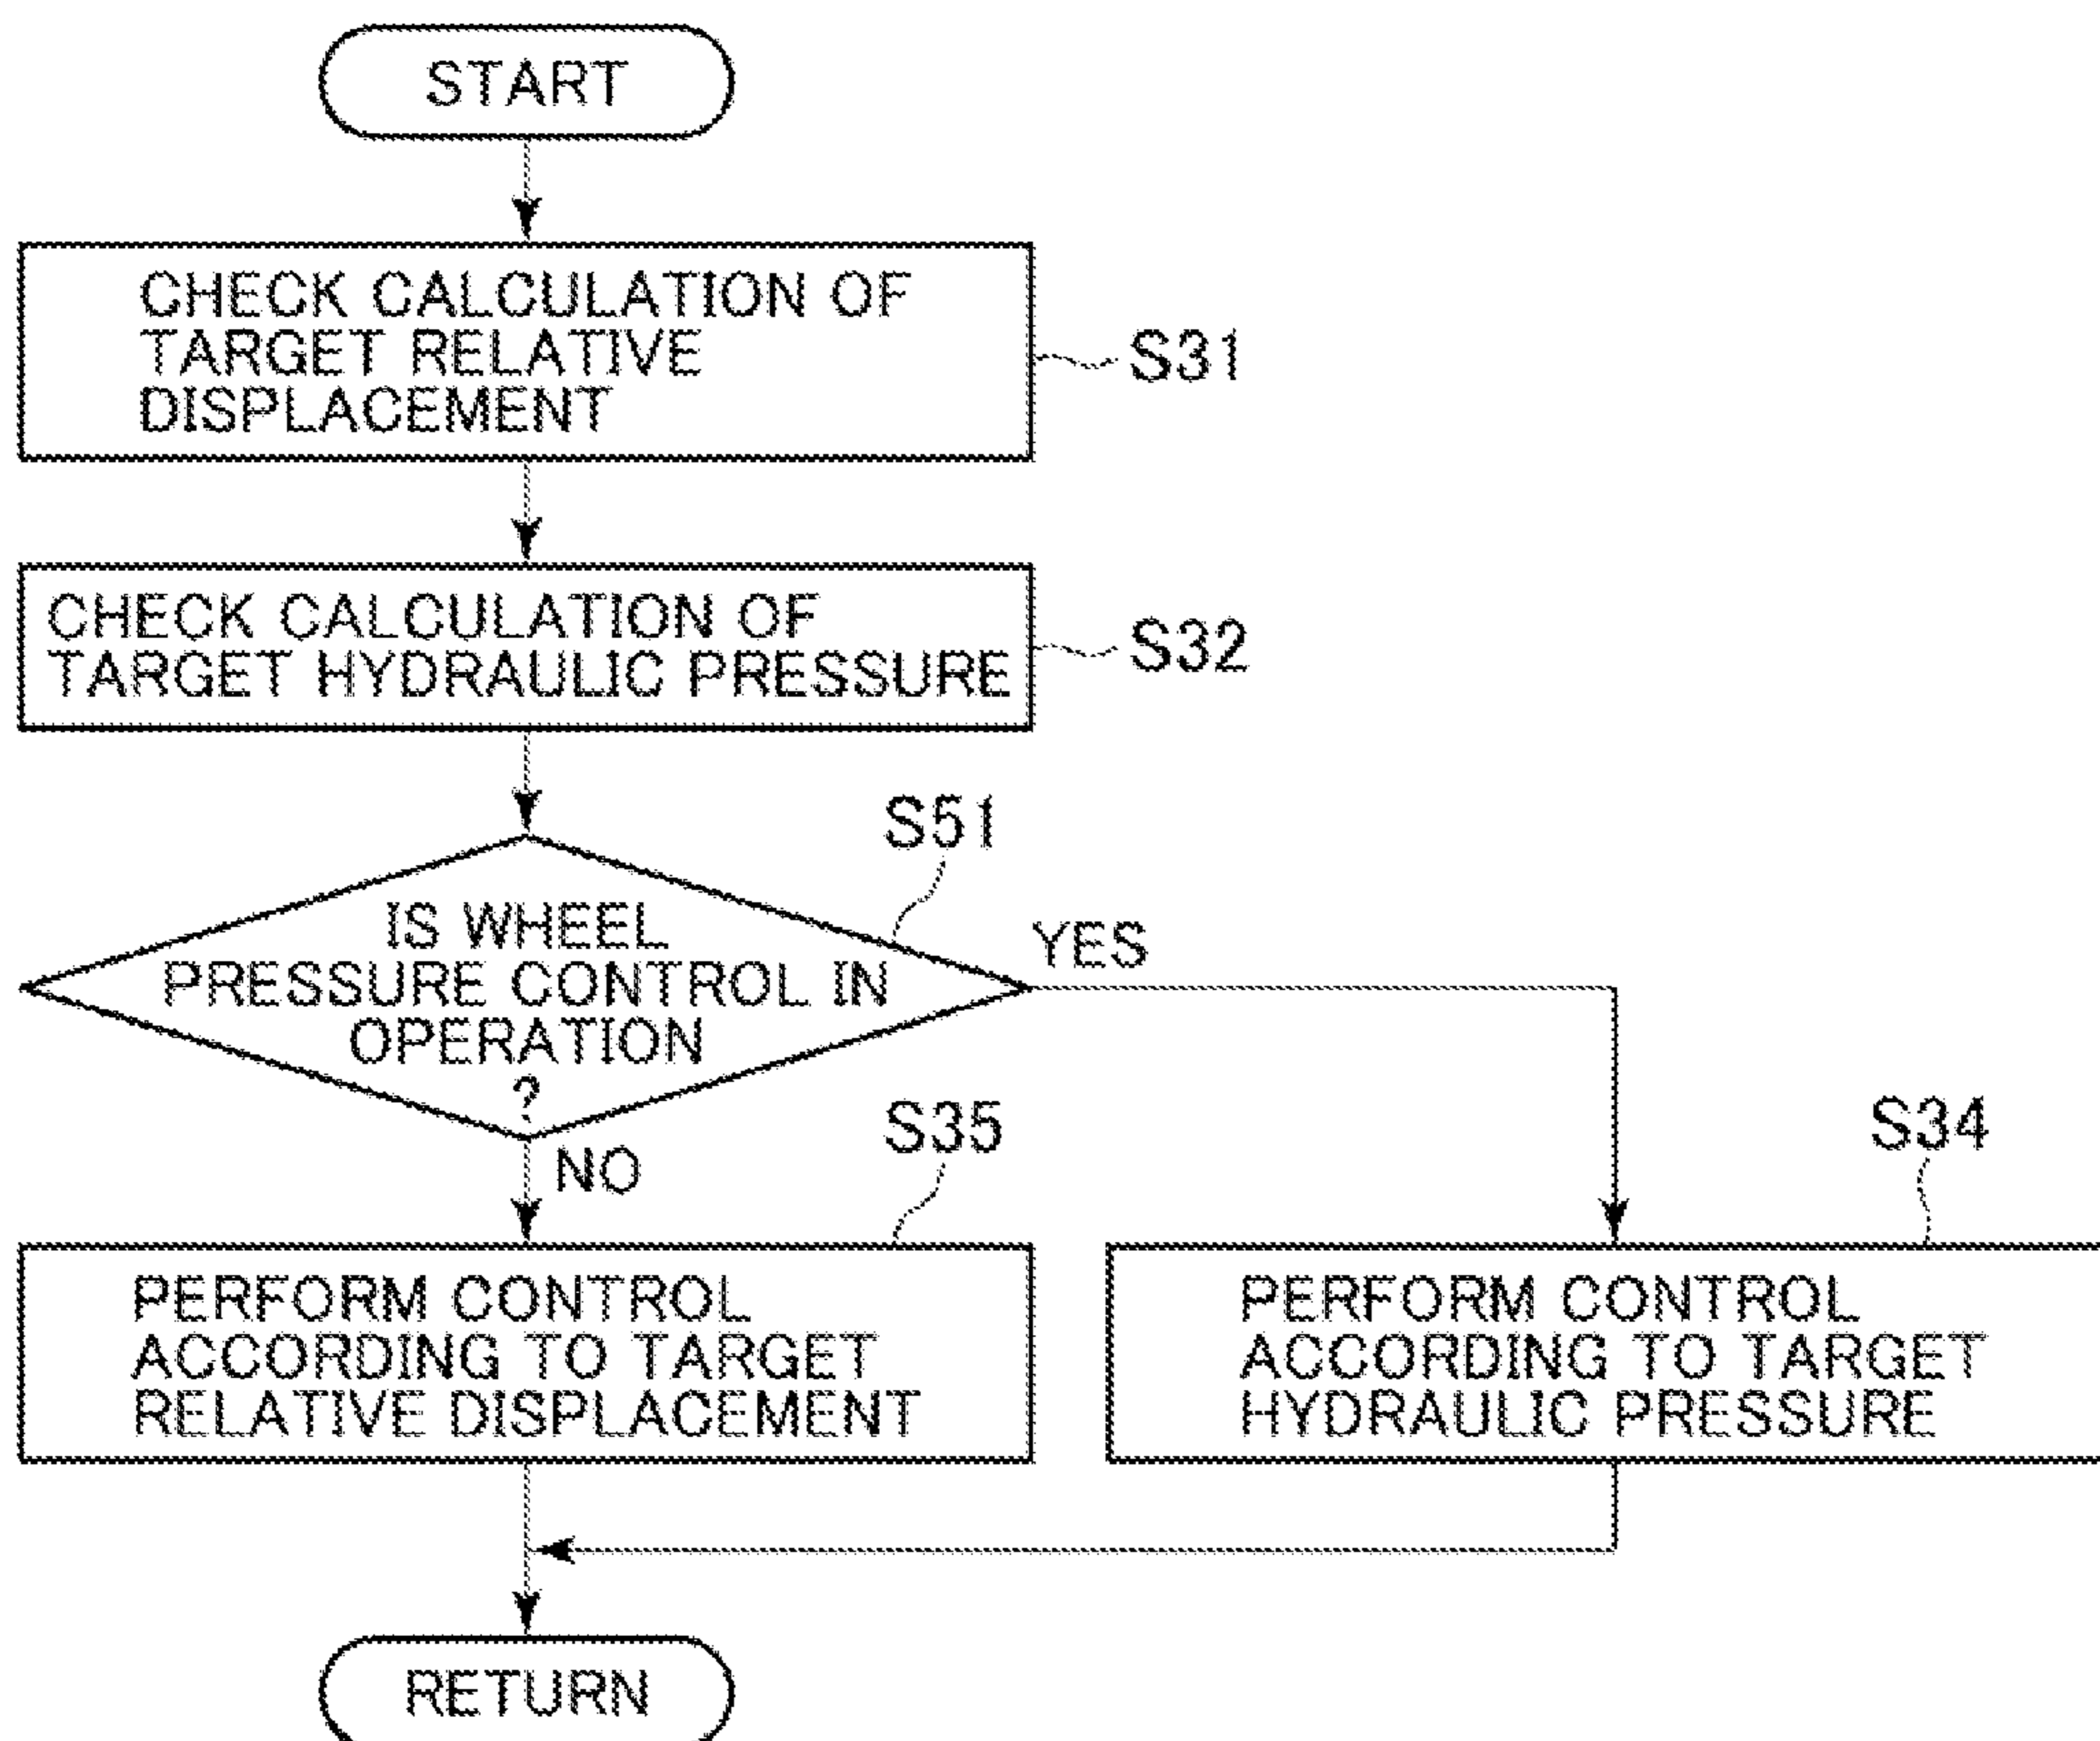 START
CHECK CALCULATION OF
TARGET RELATIVE
DISPLACEMENT
S31
CHECK CALCULATION OF
TARGET HYDRAULIC PRESSURE
S32
S51
IS WHEEL
PRESSURE CONTROL IN
OPERATION
?
YES
NO
S35
S34
PERFORM CONTROL
ACCORDING TO TARGET
RELATIVE DISPLACEMENT
PERFORM CONTROL
ACCORDING TO TARGET
HYDRAULIC PRESSURE
RETURN